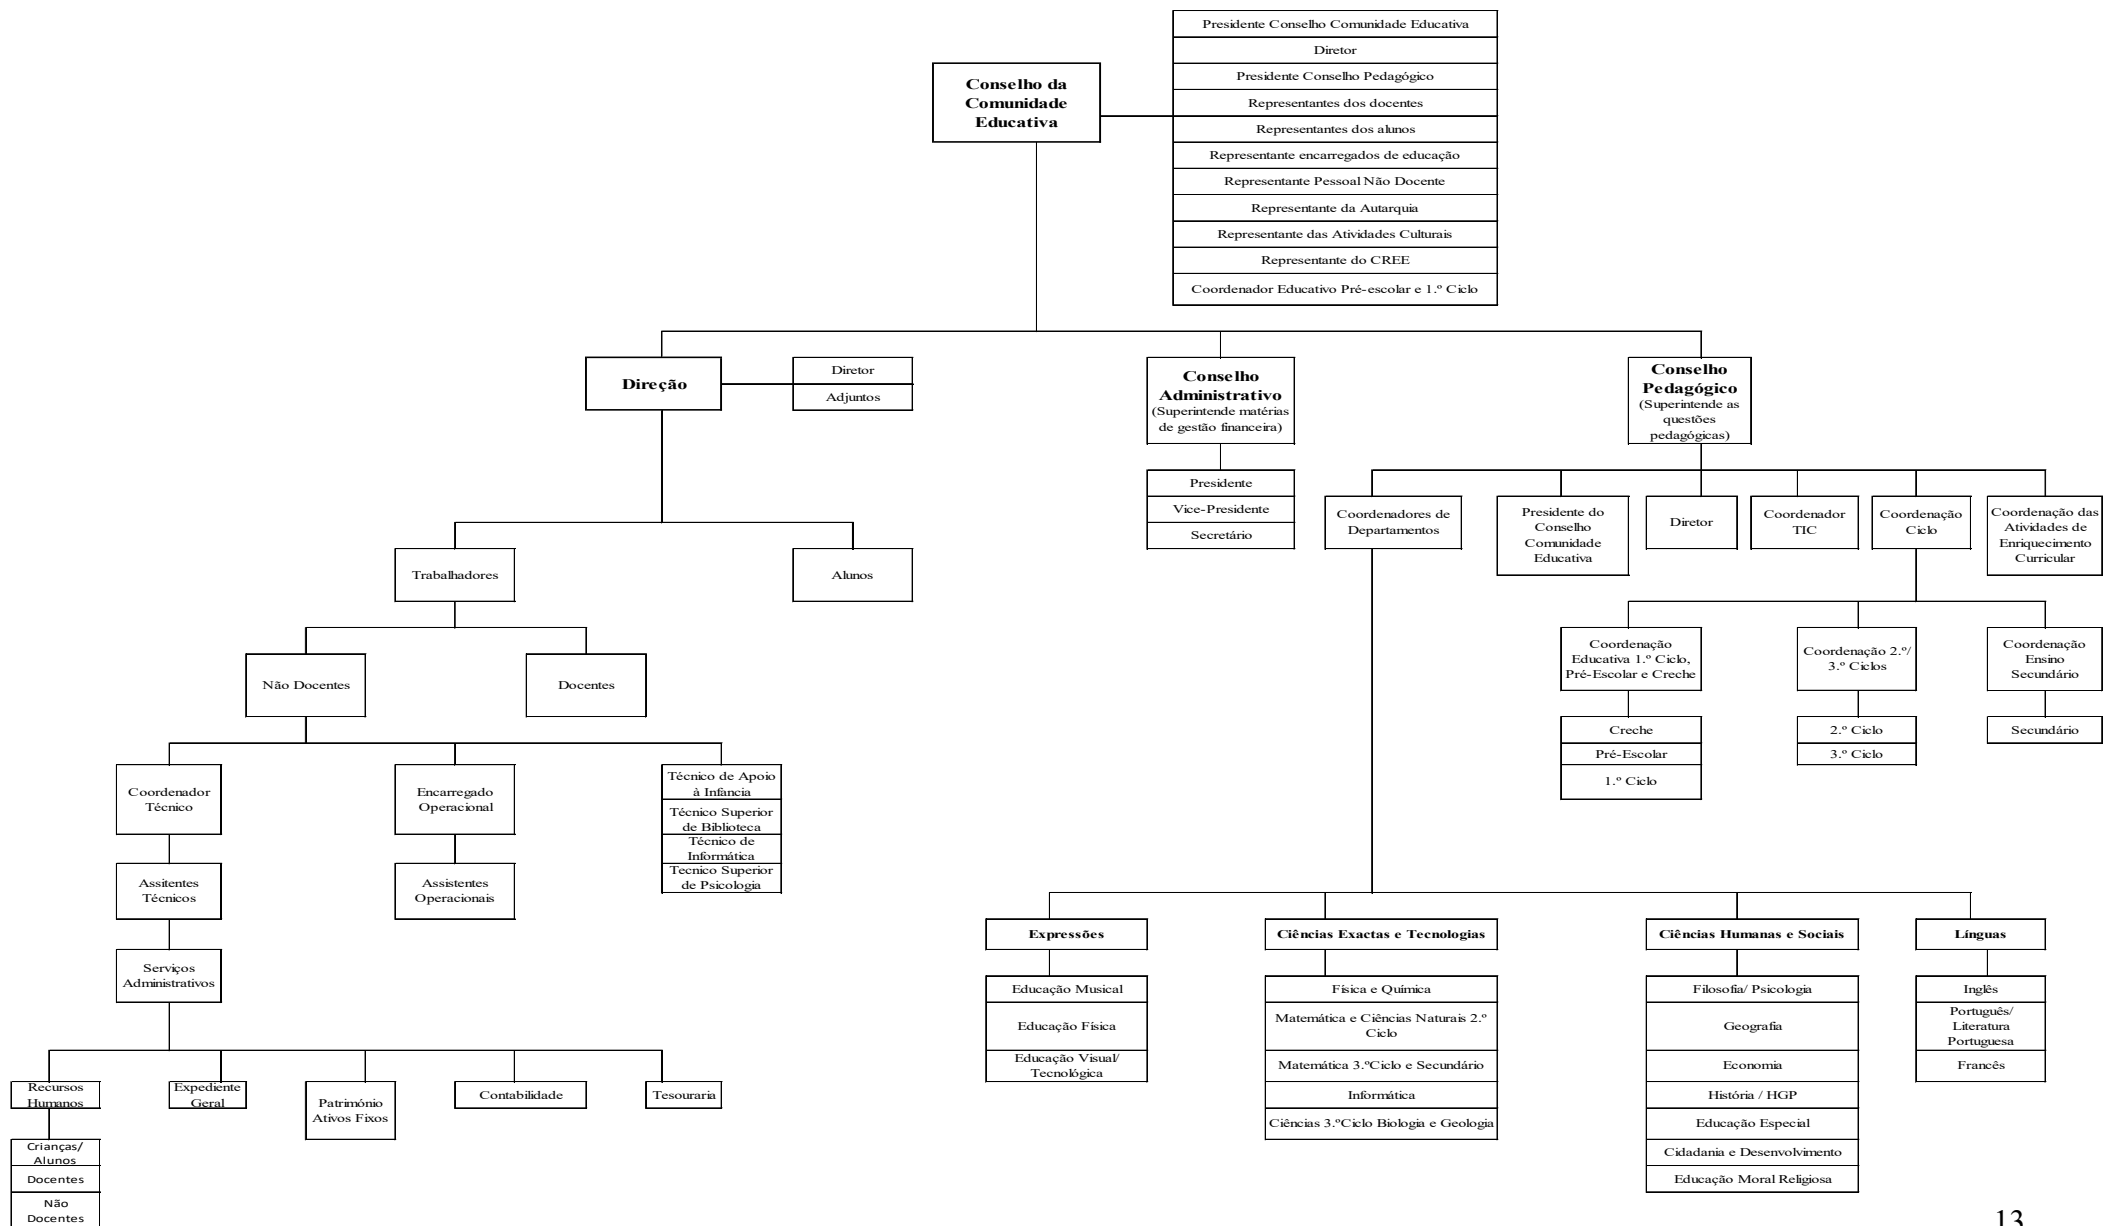 Presidente Conselho Comunidade Educativa
Diretor
Presidente Conselho Pedagógico
Representantes dos docentes
Representantes dos alunos
Representante encarregados de educação
Representante Pessoal Não Docente
Representante da Autarquia
Representante das Atividades Culturais
Representante do CREE
Coordenador Educativo Pré-escolar e 1.º Ciclo
Conselho da
Comunidade
Educativa
Direção
Diretor
Adjuntos
Conselho
Administrativo
(Superintende matérias
de gestão financeira)
Conselho
Pedagógico
(Superintende as
questões
pedagógicas)
Presidente
Vice-Presidente
Secretário
Coordenadores de
Departamentos
Presidente do
Conselho
Comunidade
Educativa
Diretor
Coordenador
TIC
Coordenação
Ciclo
Coordenação das
Atividades de
Enriquecimento
Curricular
Trabalhadores
Alunos
Não Docentes
Docentes
Coordenação
Educativa 1.º Ciclo,
Pré-Escolar e Creche
Coordenação 2.º/
3.º Ciclos
Coordenação
Ensino
Secundário
Creche
Pré-Escolar
1.º Ciclo
2.º Ciclo
3.º Ciclo
Secundário
Coordenador
Técnico
Encarregado
Operacional
Técnico de Apoio
à Infância
Técnico Superior
de Biblioteca
Técnico de
Informática
Tecnico Superior
de Psicologia
Assitentes
Técnicos
Assistentes
Operacionais
Serviços
Administrativos
Recursos
Humanos
Expediente
Geral
Património
Ativos Fixos
Contabilidade
Tesouraria
Crianças/
Alunos
Docentes
Não
Docentes
Expressões
Educação Musical
Educação Física
Educação Visual/
Tecnológica
Ciências Exactas e Tecnologias
Física e Química
Matemática e Ciências Naturais 2.º
Ciclo
Matemática 3.ºCiclo e Secundário
Informática
Ciências 3.ºCiclo Biologia e Geologia
Ciências Humanas e Sociais
Filosofia/ Psicologia
Geografia
Economia
História / HGP
Educação Especial
Cidadania e Desenvolvimento
Educação Moral Religiosa
Línguas
Inglês
Português/
Literatura
Portuguesa
Francês
13